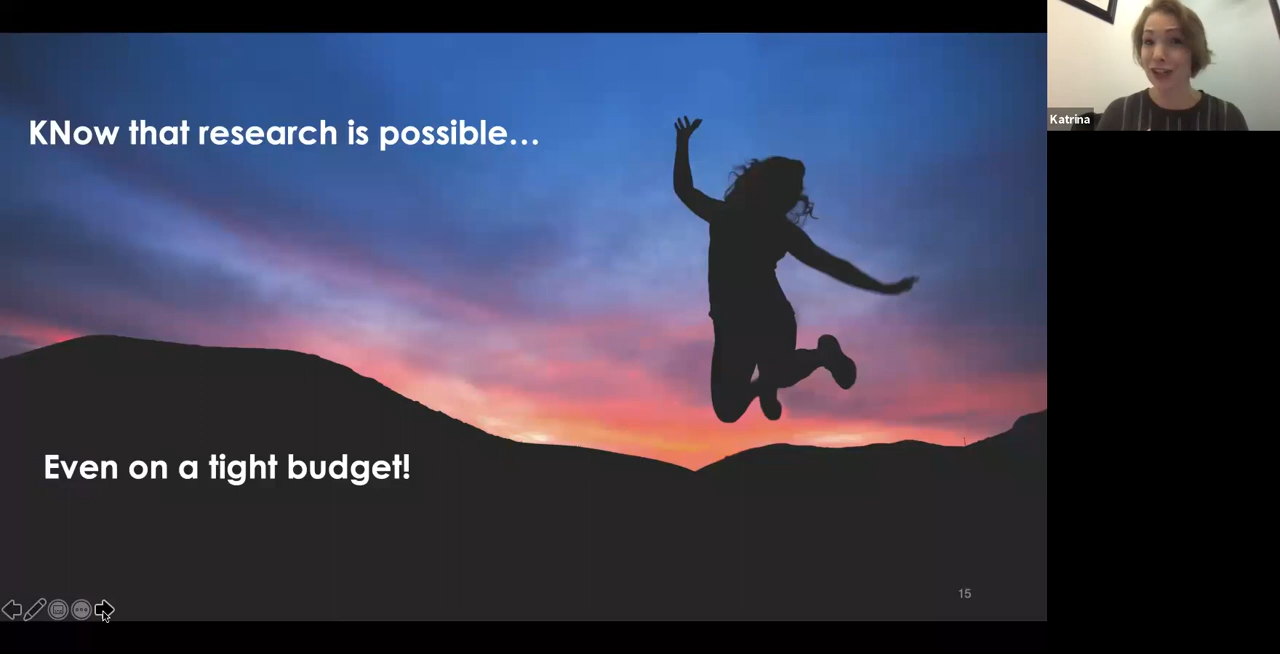 KNow that research is possible...
Katrina
Even on a tight budget!
15